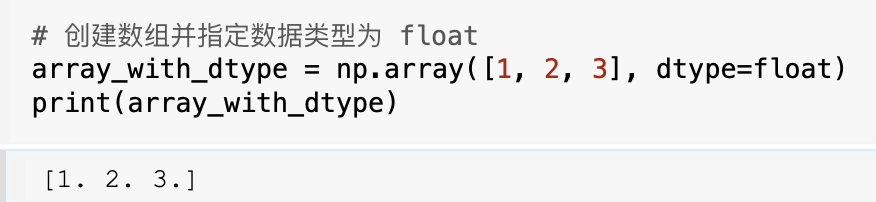 # 创建数组并指定数据类型为 float
array_with_dtype = np.array([1, 2, 3], dtype=float)
print(array_with_dtype)
[1. 2. 3.]